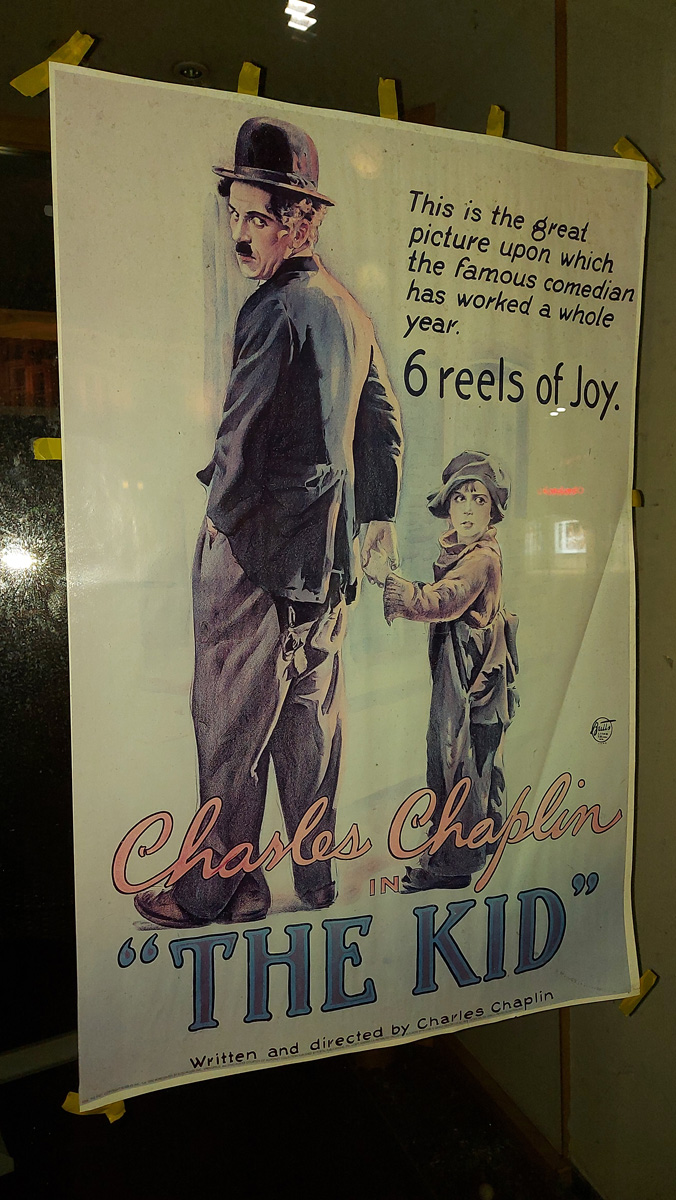 This is the great
picture upon which
the famous comedian
has worked a whole
year.
6 reels of Joy.
Charles Chaplin
IN
"THE KID"
Written and directed by Charles Chaplin